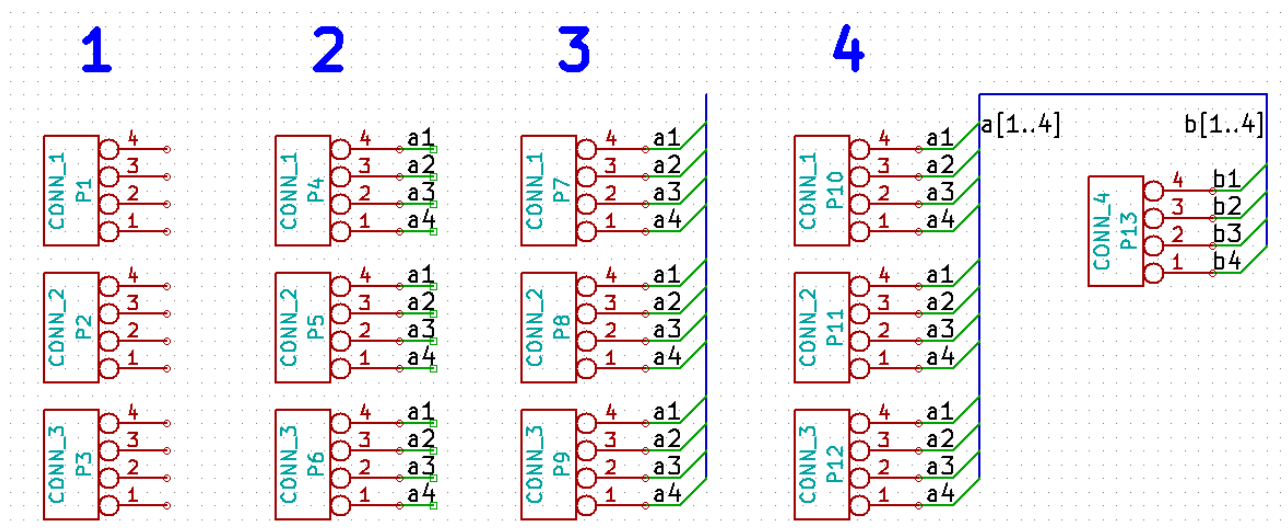 1 2 3 4
CONN_1
P1
4
3
2
1
CONN_1
P4
4 a1
3 a2
2 a3
1 a4
CONN_1
P7
4 a1
3 a2
2 a3
1 a4
CONN_1
P10
4 a1
3 a2
2 a3
1 a4
a[1..4] b[1..4]
CONN_4
P13
4 b1
3 b2
2 b3
1 b4
CONN_2
P2
4
3
2
1
CONN_2
P5
4 a1
3 a2
2 a3
1 a4
CONN_2
P8
4 a1
3 a2
2 a3
1 a4
CONN_2
P11
4 a1
3 a2
2 a3
1 a4
CONN_3
P3
4
3
2
1
CONN_3
P6
4 a1
3 a2
2 a3
1 a4
CONN_3
P9
4 a1
3 a2
2 a3
1 a4
CONN_3
P12
4 a1
3 a2
2 a3
1 a4